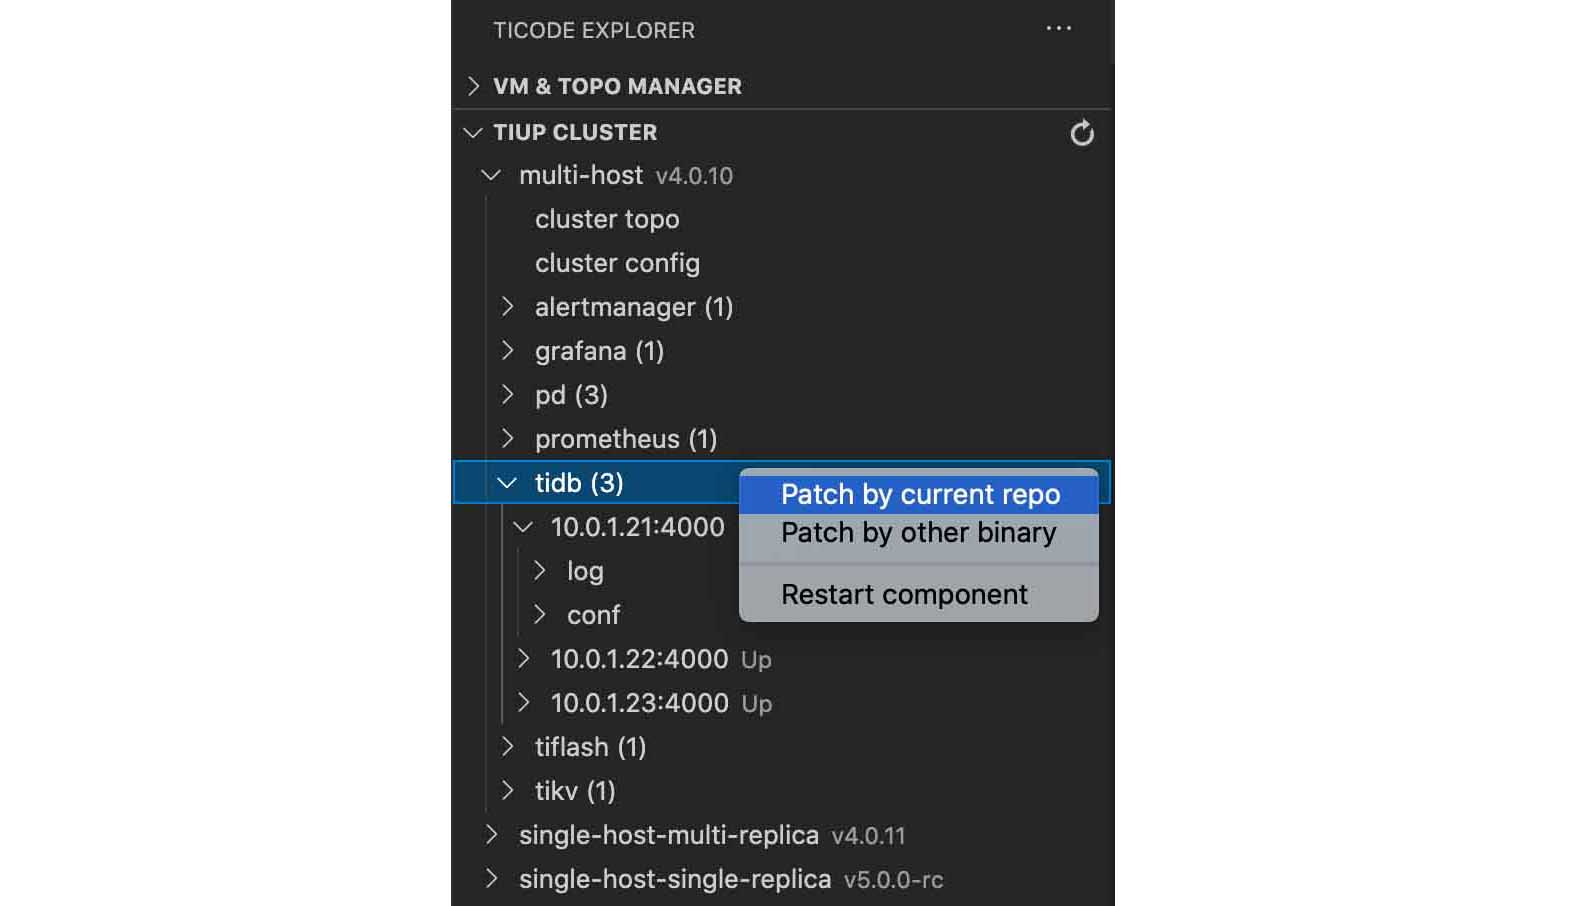 TICODE EXPLORER
VM & TOPO MANAGER
TIUP CLUSTER
multi-host v4.0.10
cluster topo
cluster config
alertmanager (1)
grafana (1)
pd (3)
prometheus (1)
tidb (3)
Patch by current repo
10.0.1.21:4000
Patch by other binary
log
Restart component
conf
10.0.1.22:4000 Up
10.0.1.23:4000 Up
tiflash (1)
tikv (1)
single-host-multi-replica v4.0.11
single-host-single-replica v5.0.0-rc